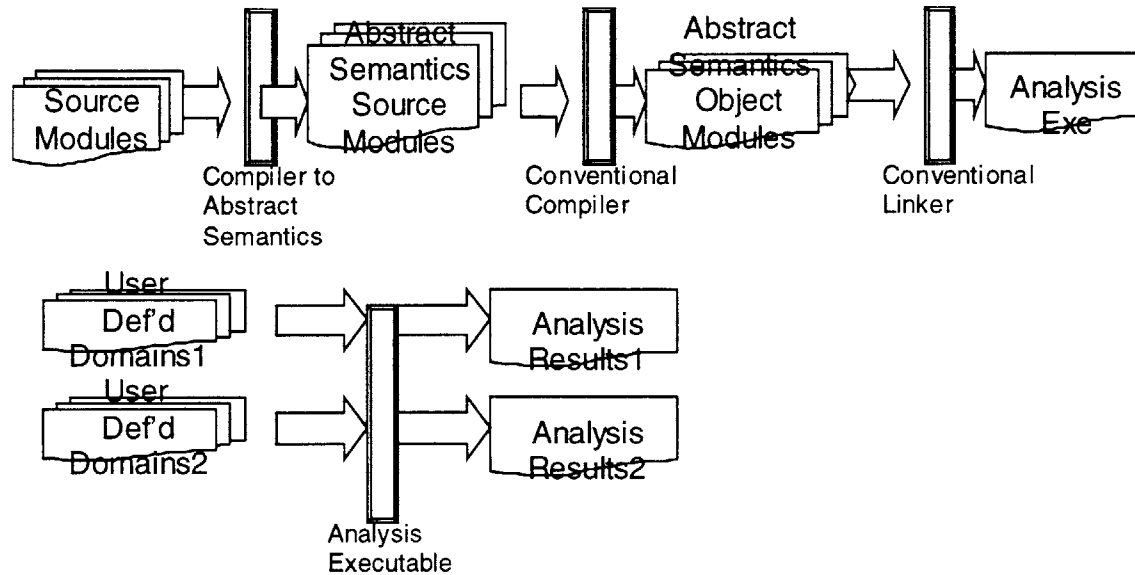 Source
Modules
Compiler to
Abstract
Semantics
Abstract
Semantics
Source
Modules
Conventional
Compiler
Abstract
Semantics
Object
Modules
Conventional
Linker
Analysis
Exe
User
Def'd
Domains1
Analysis
Results1
User
Def'd
Domains2
Analysis
Results2
Analysis
Executable